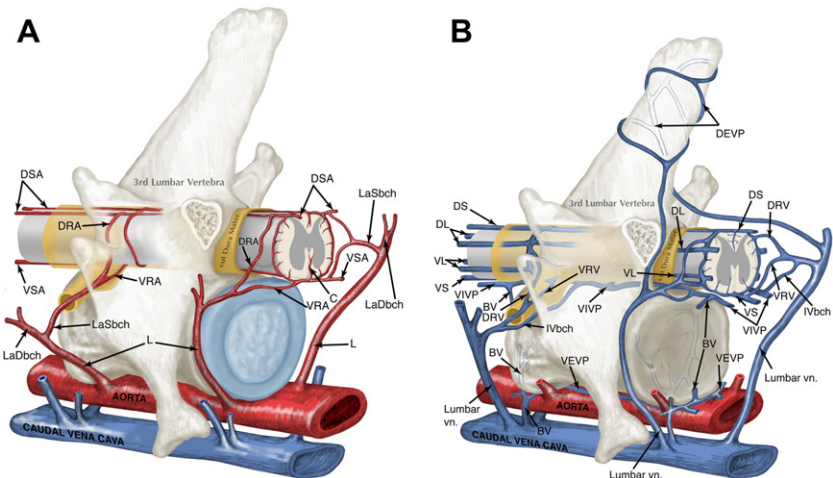 A
DSA
3rd Lumbar Vertebra
DSA
LaSbch
DRA
cut Dura Mater
DRA
VSA
VSA
VRA
VRA
C
LaDbch
LaSbch
LaDbch
L
L
AORTA
CAUDAL VENA CAVA
B
DEVP
3rd Lumbar Vertebra
DS
DL
DS
DRV
DL
cut Dura Mater
VL
VRV
VL
VS
VIVP
BV
DRV
VIVP
VS
VIVP
VRV
IVbch
IVbch
BV
VEVP
BV
VEVP
Lumbar vn.
Lumbar
vn.
AORTA
BV
CAUDAL VENA CAVA
Lumbar vn.